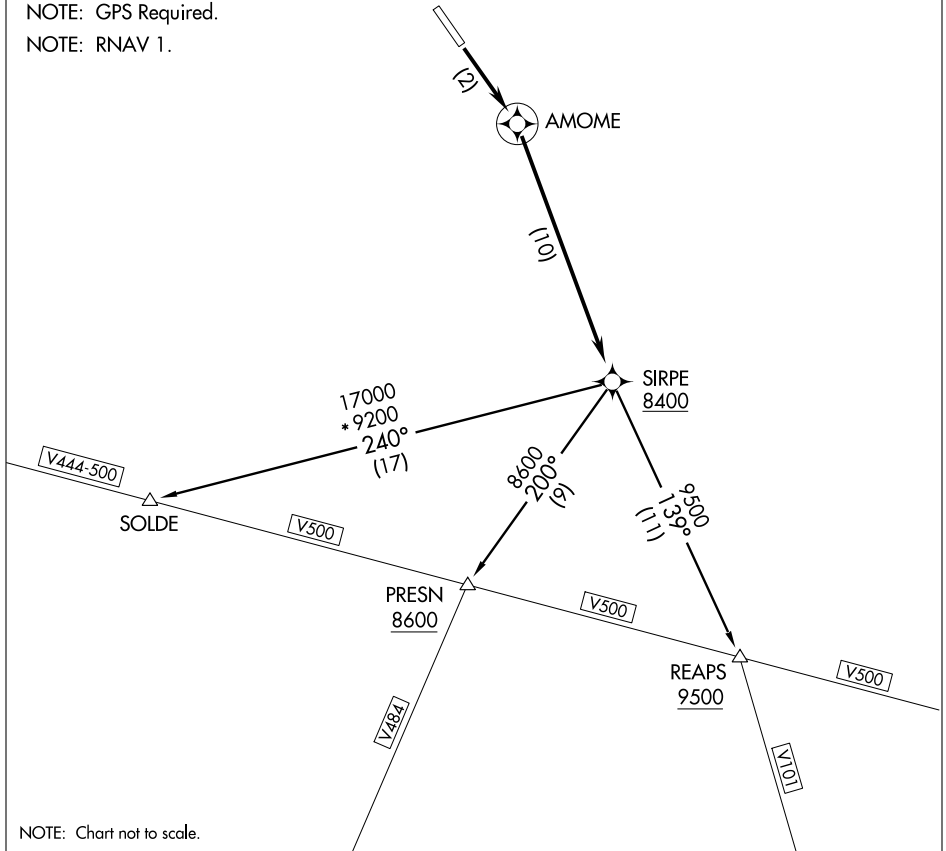 NOTE: GPS Required.
NOTE: RNAV 1.
(2)
AMOME
(10)
SIRPE
8400
17000
*9200
240°
(17)
8600
200°
(9)
9500
139°
(11)
V444-500
SOLDE
V500
PRESN
8600
V500
REAPS
9500
V500
V484
V101
NOTE: Chart not to scale.